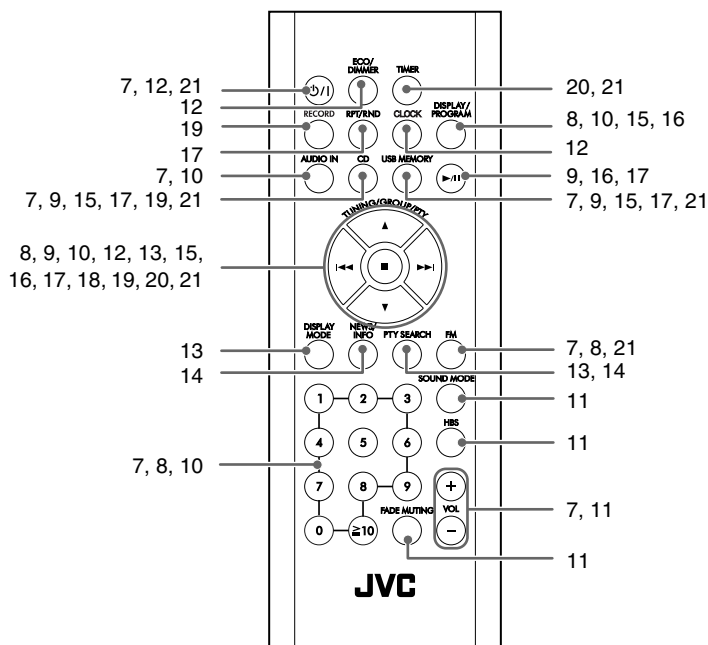 ECO/
DIMMER
TIMER
7, 12, 21
⏻/I
20, 21
12
RECORD
RPT/RND
CLOCK
DISPLAY/
PROGRAM
8, 10, 15, 16
19
17
12
AUDIO IN
CD
USB MEMORY
►/II
7, 10
9, 16, 17
7, 9, 15, 17, 19, 21
7, 9, 15, 17, 21
TUNING/GROUP/PTY
8, 9, 10, 12, 13, 15,
16, 17, 18, 19, 20, 21
DISPLAY
MODE
NEWS/
INFO
PTY SEARCH
FM
13
7, 8, 21
14
13, 14
SOUND MODE
1 2 3
11
HBS
4 5 6
11
7, 8, 10
7 8 9
+
VOL
7, 11
FADE MUTING
0 ≧10
−
11
JVC